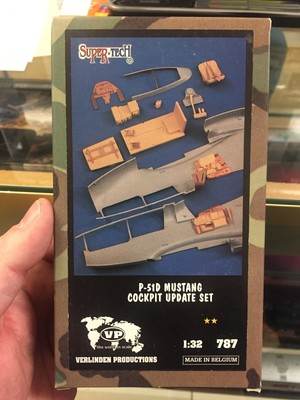 SUPER-TECH
P-51D MUSTANG
COCKPIT UPDATE SET
VP
VERLINDEN PRODUCTIONS
1:32 787
MADE IN BELGIUM